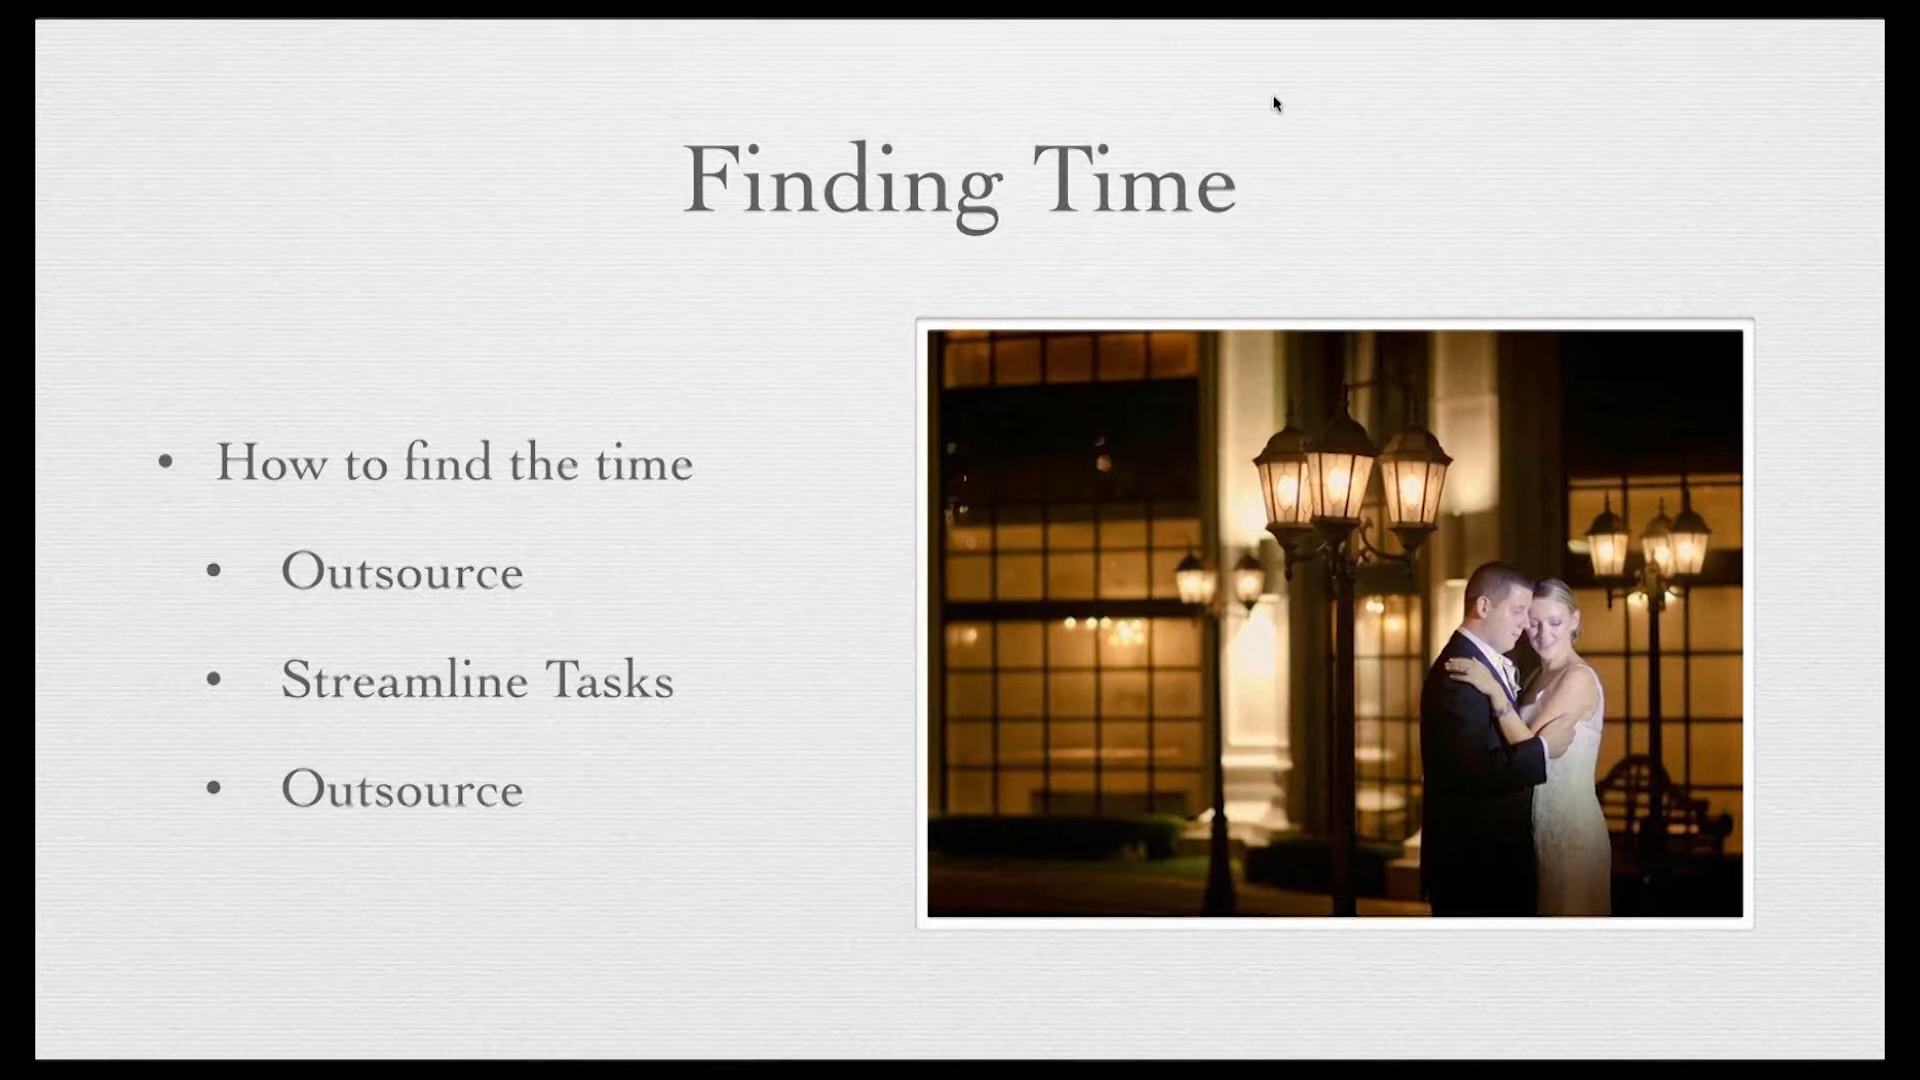 Finding Time
• How to find the time
• Outsource
• Streamline Tasks
• Outsource